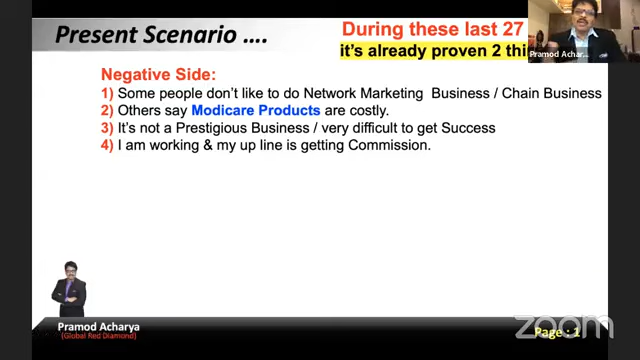 Present Scenario ....
During these last 27
it's already proven 2
Pramod Achar
Negative Side:
1) Some people don't like to do Network Marketing Business / Chain Business
2) Others say Modicare Products are costly.
3) It's not a Prestigious Business / very difficult to get Success
4) I am working & my up line is getting Commission.
Pramod Acharya
(Global Red Diamond)
zoom
Page : 1